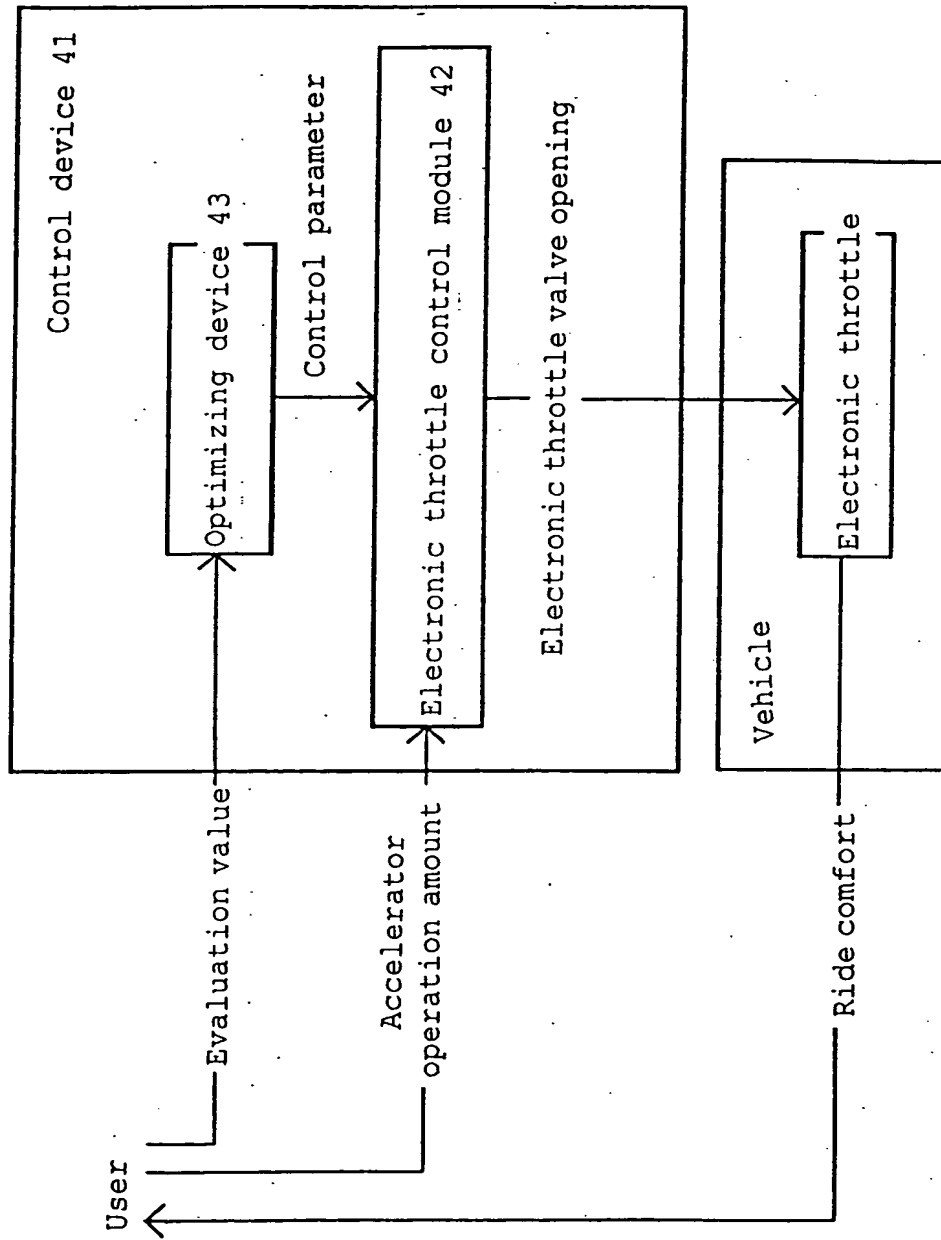 Control device 41
Optimizing device 43
Control parameter
Electronic throttle control module 42
Electronic throttle valve opening
User
Evaluation value
Accelerator
operation amount
Vehicle
Electronic throttle
Ride comfort